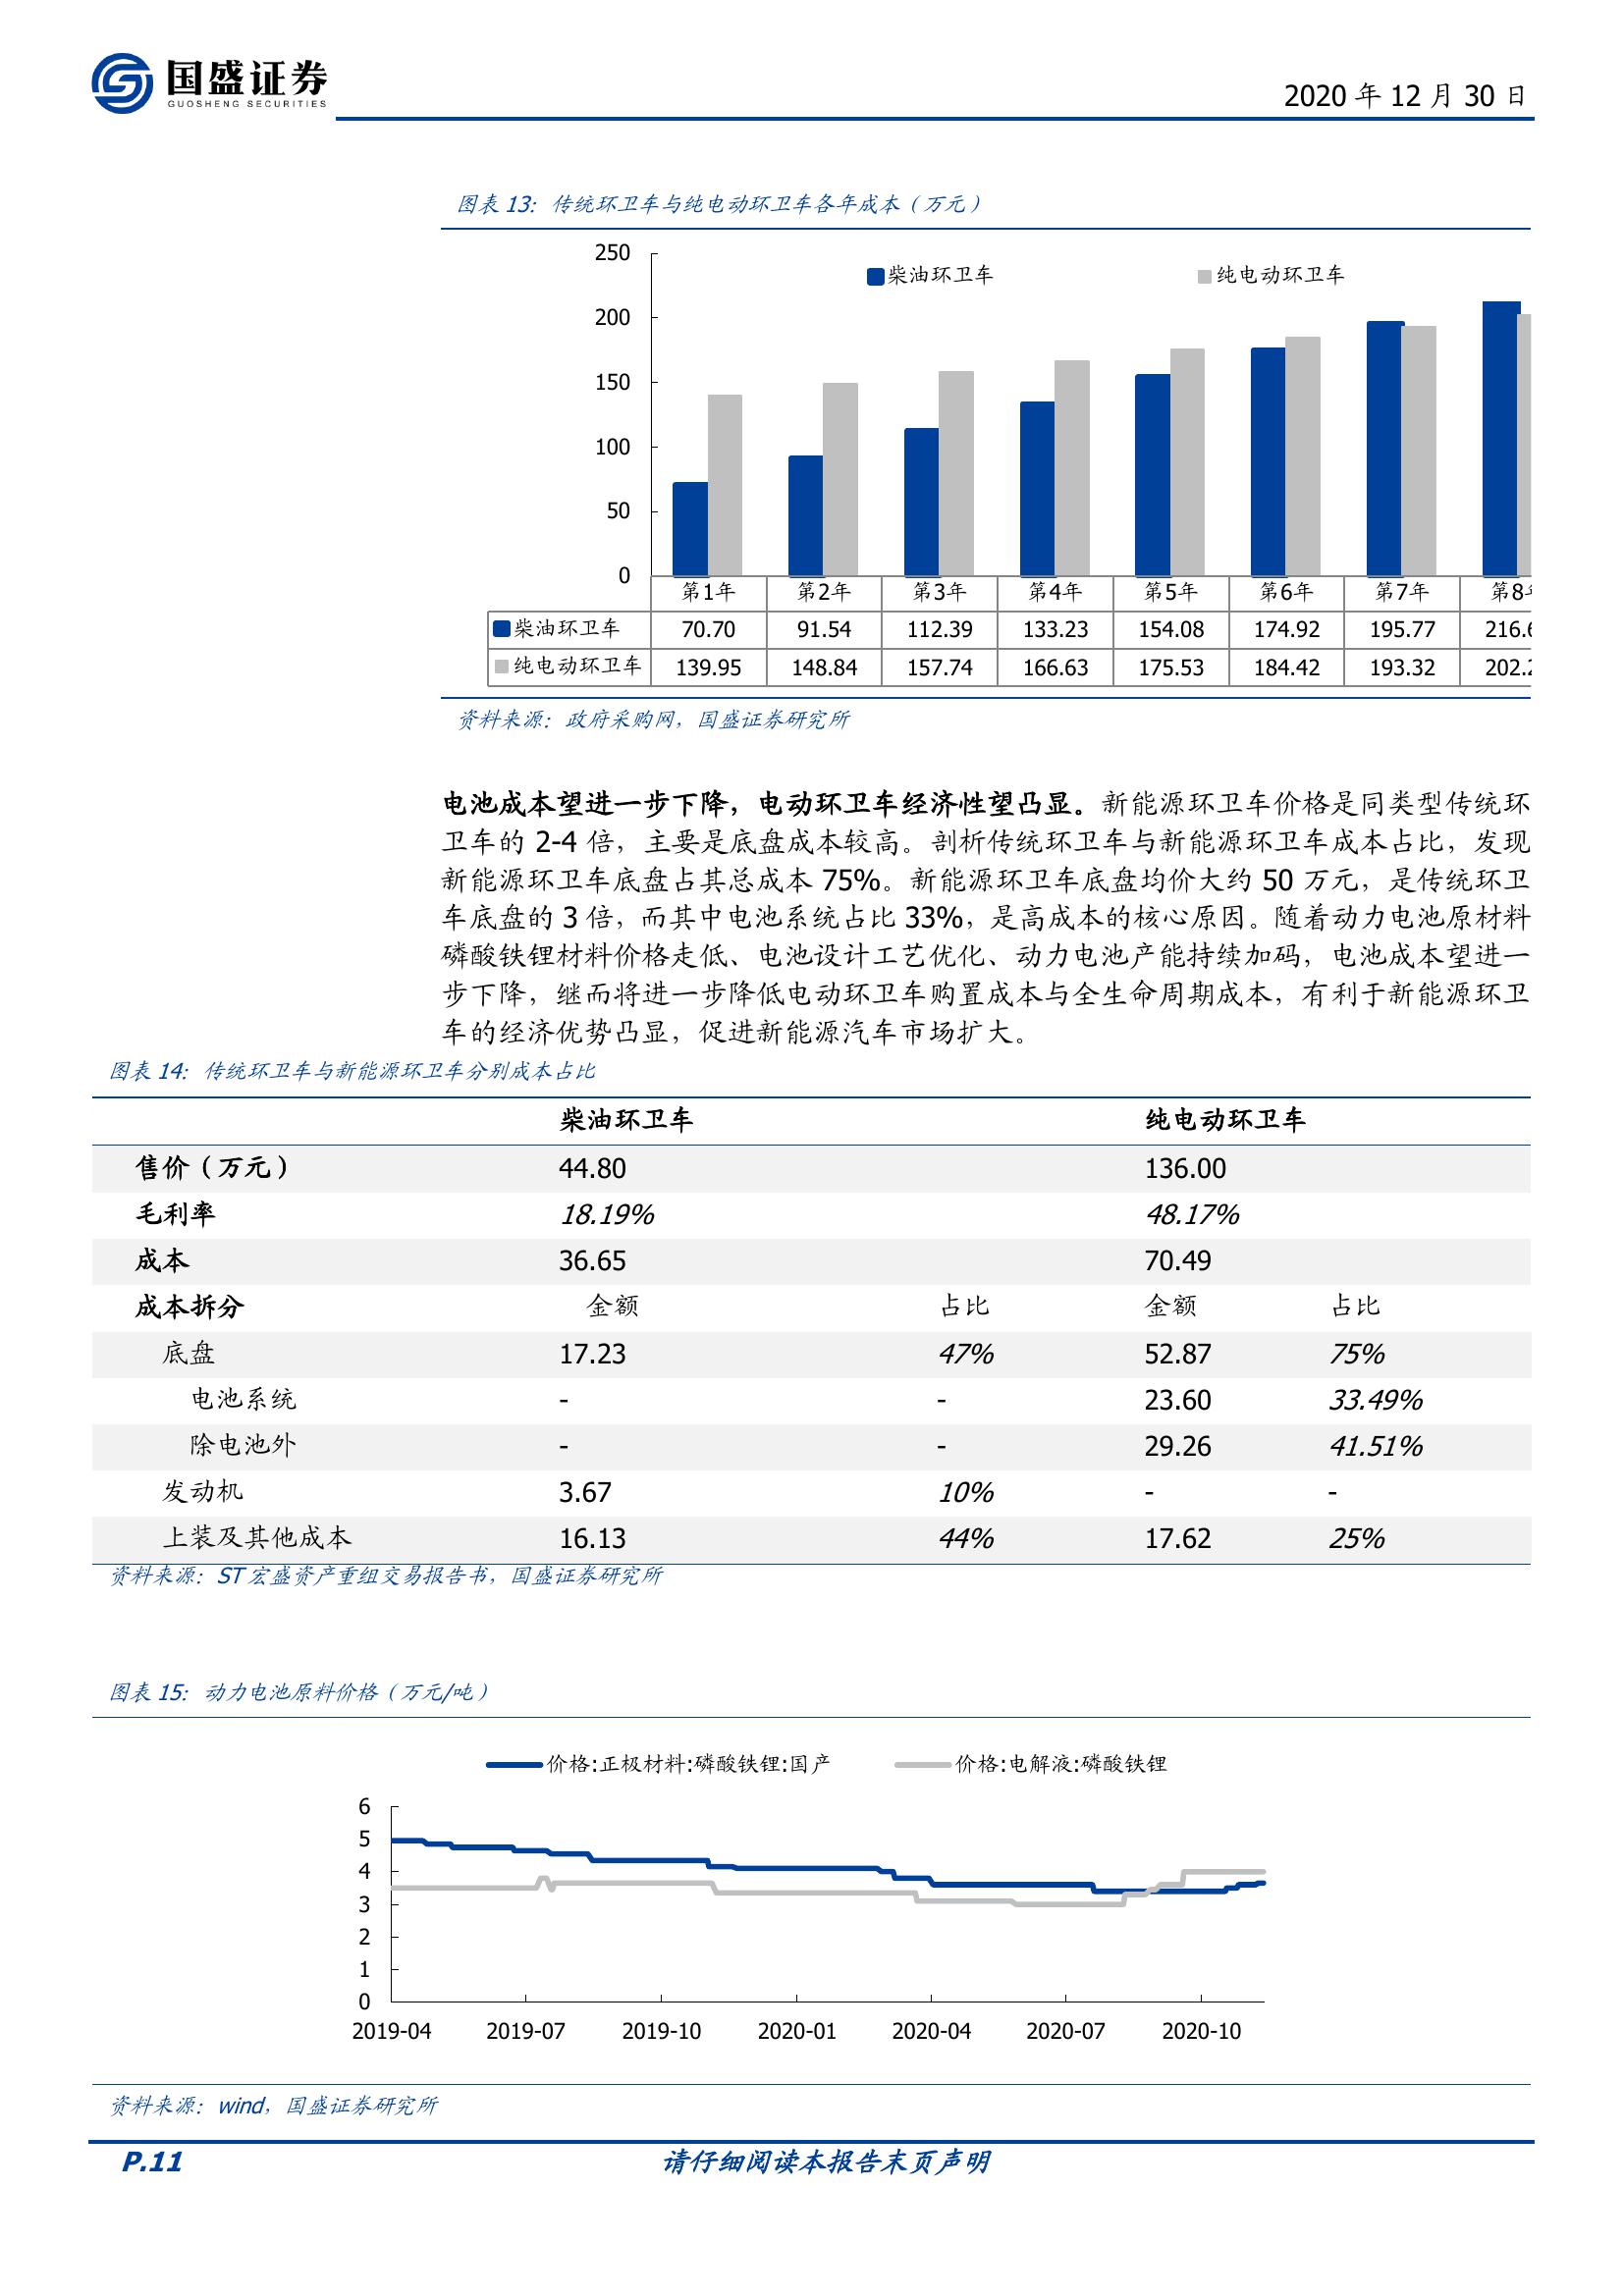 国盛证券
GUOSHENG SECURITIES
2020 年 12 月 30 日
图表 13：传统环卫车与纯电动环卫车各年成本（万元）
250
200
150
100
50
0
柴油环卫车 纯电动环卫车
第1年 第2年 第3年 第4年 第5年 第6年 第7年 第8
柴油环卫车 70.70 91.54 112.39 133.23 154.08 174.92 195.77 216.
纯电动环卫车 139.95 148.84 157.74 166.63 175.53 184.42 193.32 202.
资料来源：政府采购网，国盛证券研究所
电池成本望进一步下降，电动环卫车经济性望凸显。新能源环卫车价格是同类型传统环
卫车的 2-4 倍，主要是底盘成本较高。剖析传统环卫车与新能源环卫车成本占比，发现
新能源环卫车底盘占其总成本 75%。新能源环卫车底盘均价大约 50 万元，是传统环卫
车底盘的 3 倍，而其中电池系统占比 33%，是高成本的核心原因。随着动力电池原材料
磷酸铁锂材料价格走低、电池设计工艺优化、动力电池产能持续加码，电池成本望进一
步下降，继而将进一步降低电动环卫车购置成本与全生命周期成本，有利于新能源环卫
车的经济优势凸显，促进新能源汽车市场扩大。
图表 14：传统环卫车与新能源环卫车分别成本占比
柴油环卫车 纯电动环卫车
售价（万元） 44.80 136.00
毛利率 18.19% 48.17%
成本 36.65 70.49
成本拆分 金额 占比 金额 占比
底盘 17.23 47% 52.87 75%
电池系统 - - 23.60 33.49%
除电池外 - - 29.26 41.51%
发动机 3.67 10% - -
上装及其他成本 16.13 44% 17.62 25%
资料来源：ST 宏盛资产重组交易报告书，国盛证券研究所
图表 15：动力电池原料价格（万元/吨）
价格:正极材料:磷酸铁锂:国产 价格:电解液:磷酸铁锂
6
5
4
3
2
1
0
2019-04 2019-07 2019-10 2020-01 2020-04 2020-07 2020-10
资料来源：wind，国盛证券研究所
P.11 请仔细阅读本报告末页声明